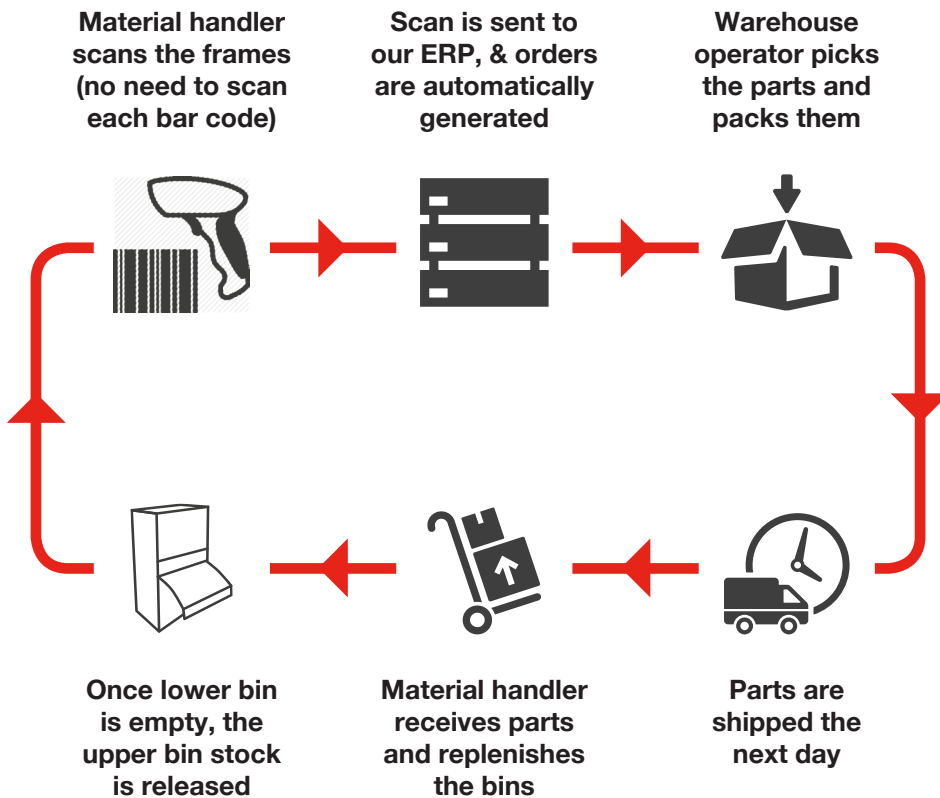 Material handler
scans the frames
(no need to scan
each bar code)
Scan is sent to
our ERP, & orders
are automatically
generated
Warehouse
operator picks
the parts and
packs them
Once lower bin
is empty, the
upper bin stock
is released
Material handler
receives parts
and replenishes
the bins
Parts are
shipped the
next day